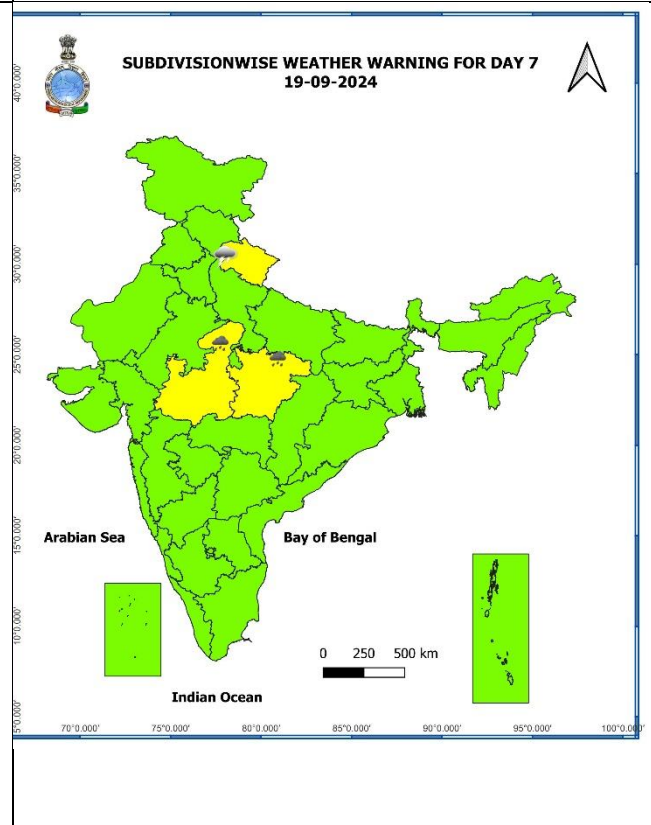 SUBDIVISIONWISE WEATHER WARNING FOR DAY 7
19-09-2024
40°0.000'
35°0.000'
30°0.000'
25°0.000'
20°0.000'
15°0.000'
10°0.000'
5°0.000'
Arabian Sea
Bay of Bengal
0 250 500 km
Indian Ocean
70°0.000' 75°0.000' 80°0.000' 85°0.000' 90°0.000' 95°0.000' 100°0.000'